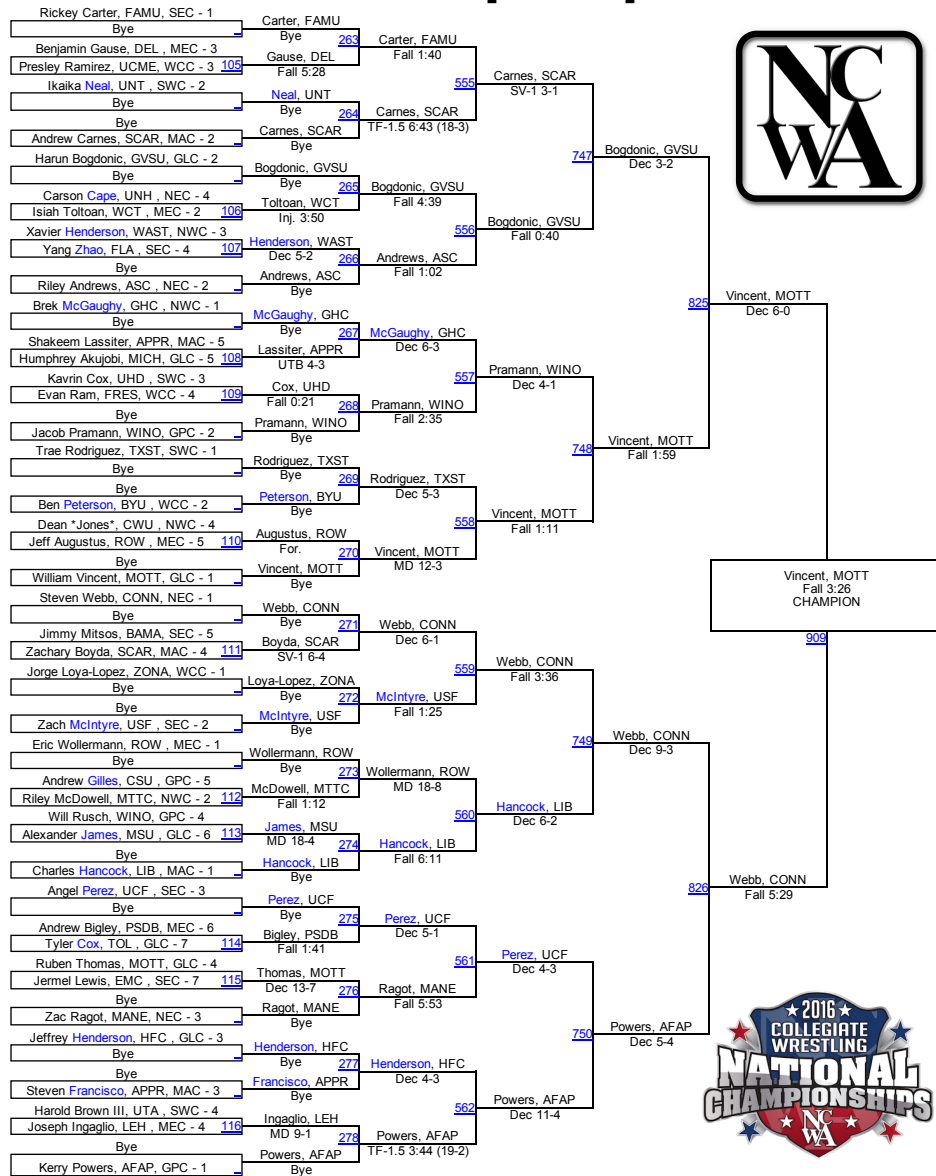 Rickey Carter, FAMU, SEC - 1
Bye
Benjamin Gause, DEL , MEC - 3
Presley Ramirez, UCME, WCC - 3 105
Ikaika Neal, UNT , SWC - 2
Bye
Bye
Andrew Carnes, SCAR, MAC - 2
Harun Bogdonic, GVSU, GLC - 2
Bye
Carson Cape, UNH , NEC - 4
Isiah Toltoan, WCT , MEC - 2 106
Xavier Henderson, WAST, NWC - 3
Yang Zhao, FLA , SEC - 4 107
Bye
Riley Andrews, ASC , NEC - 2
Brek McGaughy, GHC , NWC - 1
Bye
Shakeem Lassiter, APPR, MAC - 5
Humphrey Akujobi, MICH, GLC - 5 108
Kavrin Cox, UHD , SWC - 3
Evan Ram, FRES, WCC - 4 109
Bye
Jacob Pramann, WINO, GPC - 2
Trae Rodriguez, TXST, SWC - 1
Bye
Bye
Ben Peterson, BYU , WCC - 2
Dean *Jones*, CWU , NWC - 4
Jeff Augustus, ROW , MEC - 5 110
Bye
William Vincent, MOTT, GLC - 1
Steven Webb, CONN, NEC - 1
Bye
Jimmy Mitsos, BAMA, SEC - 5
Zachary Boyda, SCAR, MAC - 4 111
Jorge Loya-Lopez, ZONA, WCC - 1
Bye
Bye
Zach McIntyre, USF , SEC - 2
Eric Wollermann, ROW , MEC - 1
Bye
Andrew Gilles, CSU , GPC - 5
Riley McDowell, MTTC, NWC - 2 112
Will Rusch, WINO, GPC - 4
Alexander James, MSU , GLC - 6 113
Bye
Charles Hancock, LIB , MAC - 1
Angel Perez, UCF , SEC - 3
Bye
Andrew Bigley, PSDB, MEC - 6
Tyler Cox, TOL , GLC - 7 114
Ruben Thomas, MOTT, GLC - 4
Jermel Lewis, EMC , SEC - 7 115
Bye
Zac Ragot, MANE, NEC - 3
Jeffrey Henderson, HFC , GLC - 3
Bye
Bye
Steven Francisco, APPR, MAC - 3
Harold Brown III, UTA , SWC - 4
Joseph Ingaglio, LEH , MEC - 4 116
Bye
Kerry Powers, AFAP, GPC - 1
Carter, FAMU
Bye
263
Gause, DEL
Fall 5:28
Neal, UNT
Bye
264
Carnes, SCAR
Bye
Bogdonic, GVSU
Bye
265
Toltoan, WCT
Inj. 3:50
Henderson, WAST
Dec 5-2
266
Andrews, ASC
Bye
McGaughy, GHC
Bye
267
Lassiter, APPR
UTB 4-3
Cox, UHD
Fall 0:21
268
Pramann, WINO
Bye
Rodriguez, TXST
Bye
269
Peterson, BYU
Bye
Augustus, ROW
For.
270
Vincent, MOTT
Bye
Webb, CONN
Bye
271
Boyda, SCAR
SV-1 6-4
Loya-Lopez, ZONA
Bye
272
McIntyre, USF
Bye
Wollermann, ROW
Bye
273
McDowell, MTTC
Fall 1:12
James, MSU
MD 18-4
274
Hancock, LIB
Bye
Perez, UCF
Bye
275
Bigley, PSDB
Fall 1:41
Thomas, MOTT
Dec 13-7
276
Ragot, MANE
Bye
Henderson, HFC
Bye
277
Francisco, APPR
Bye
Ingaglio, LEH
MD 9-1
278
Powers, AFAP
Bye
Carter, FAMU
Fall 1:40
555
Carnes, SCAR
TF-1.5 6:43 (18-3)
Bogdonic, GVSU
Fall 4:39
556
Andrews, ASC
Fall 1:02
McGaughy, GHC
Dec 6-3
557
Pramann, WINO
Fall 2:35
Rodriguez, TXST
Dec 5-3
558
Vincent, MOTT
MD 12-3
Webb, CONN
Dec 6-1
559
McIntyre, USF
Fall 1:25
Wollermann, ROW
MD 18-8
560
Hancock, LIB
Fall 6:11
Perez, UCF
Dec 5-1
561
Ragot, MANE
Fall 5:53
Henderson, HFC
Dec 4-3
562
Powers, AFAP
TF-1.5 3:44 (19-2)
Carnes, SCAR
SV-1 3-1
747
Bogdonic, GVSU
Fall 0:40
Pramann, WINO
Dec 4-1
748
Vincent, MOTT
Fall 1:11
Webb, CONN
Fall 3:36
749
Hancock, LIB
Dec 6-2
Perez, UCF
Dec 4-3
750
Powers, AFAP
Dec 11-4
Bogdonic, GVSU
Dec 3-2
825
Vincent, MOTT
Fall 1:59
Webb, CONN
Dec 9-3
826
Powers, AFAP
Dec 5-4
Vincent, MOTT
Dec 6-0
Webb, CONN
Fall 5:29
Vincent, MOTT
Fall 3:26
CHAMPION
909
NCWA
2016
COLLEGIATE
WRESTLING
NATIONAL
CHAMPIONSHIPS
NCWA